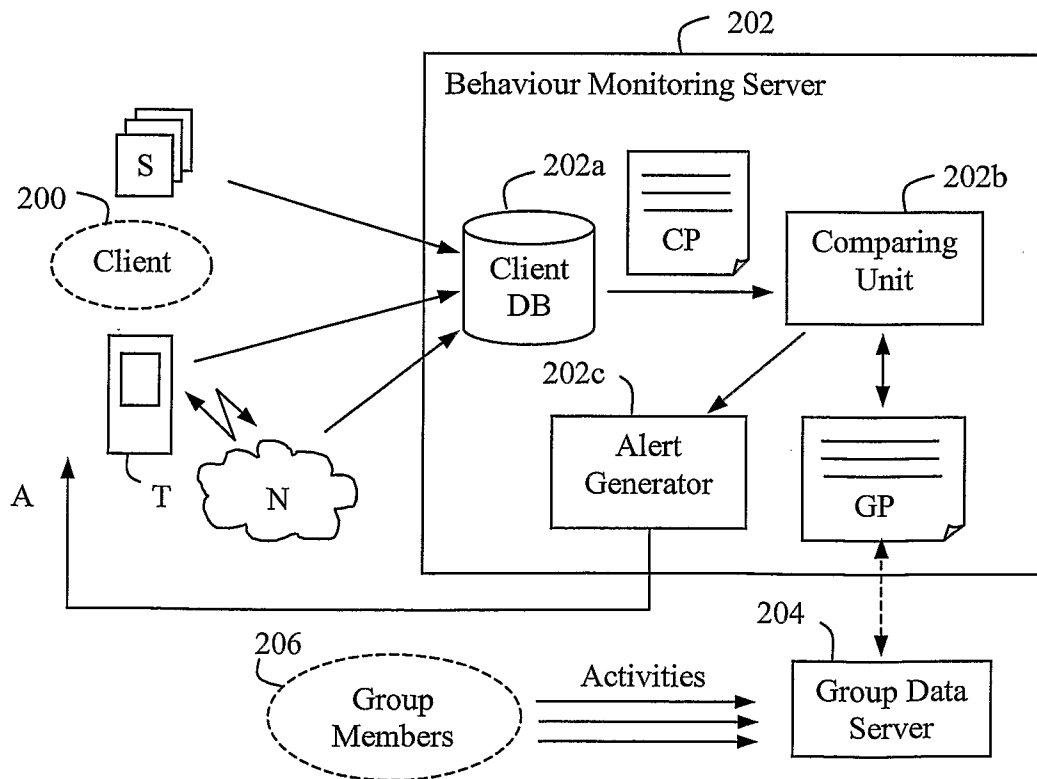 202
Behaviour Monitoring Server
S
200
202a
202b
CP
Client
Client
DB
Comparing
Unit
202c
Alert
Generator
A
T
N
GP
204
206
Activities
Group
Members
Group Data
Server